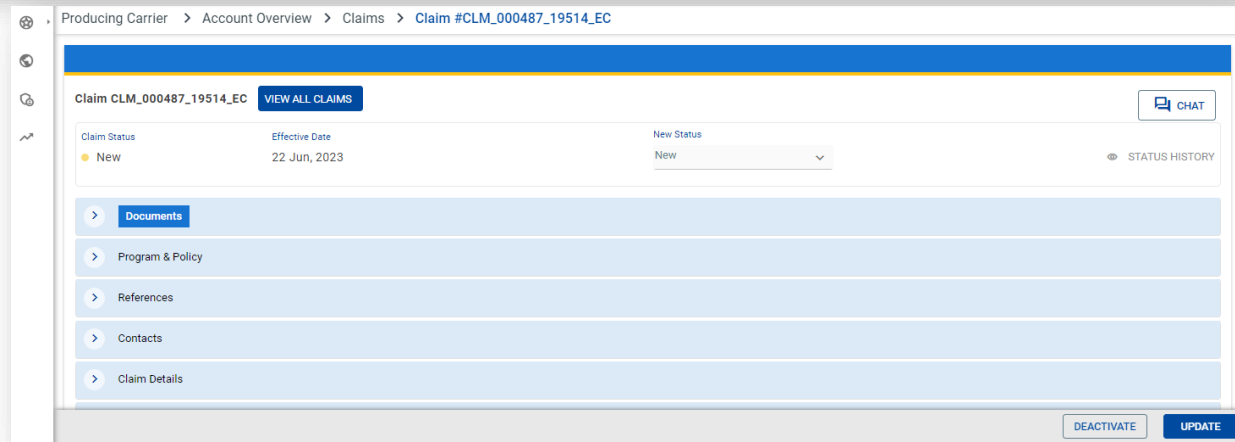 Producing Carrier > Account Overview > Claims > Claim #CLM_000487_19514_EC
Claim CLM_000487_19514_EC VIEW ALL CLAIMS
CHAT
Claim Status Effective Date New Status
New 22 Jun, 2023 New STATUS HISTORY
Documents
Program & Policy
References
Contacts
Claim Details
DEACTIVATE UPDATE